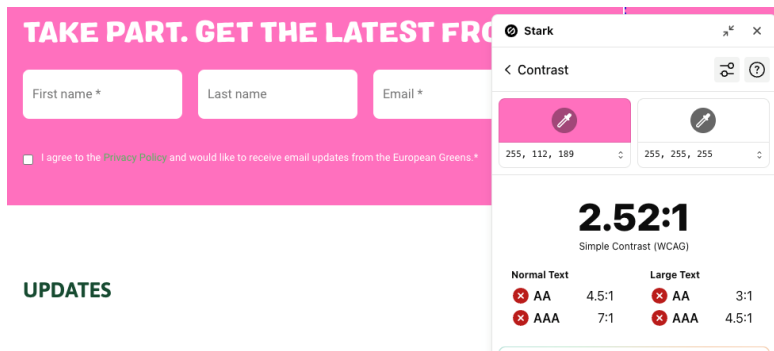 TAKE PART. GET THE LATEST FRO
Stark
First name *
Last name
Email *
I agree to the Privacy Policy and would like to receive email updates from the European Greens.*
UPDATES
Contrast
?
255, 112, 189
255, 255, 255
2.52:1
Simple Contrast (WCAG)
Normal Text
Large Text
AA 4.5:1
AA 3:1
AAA 7:1
AAA 4.5:1